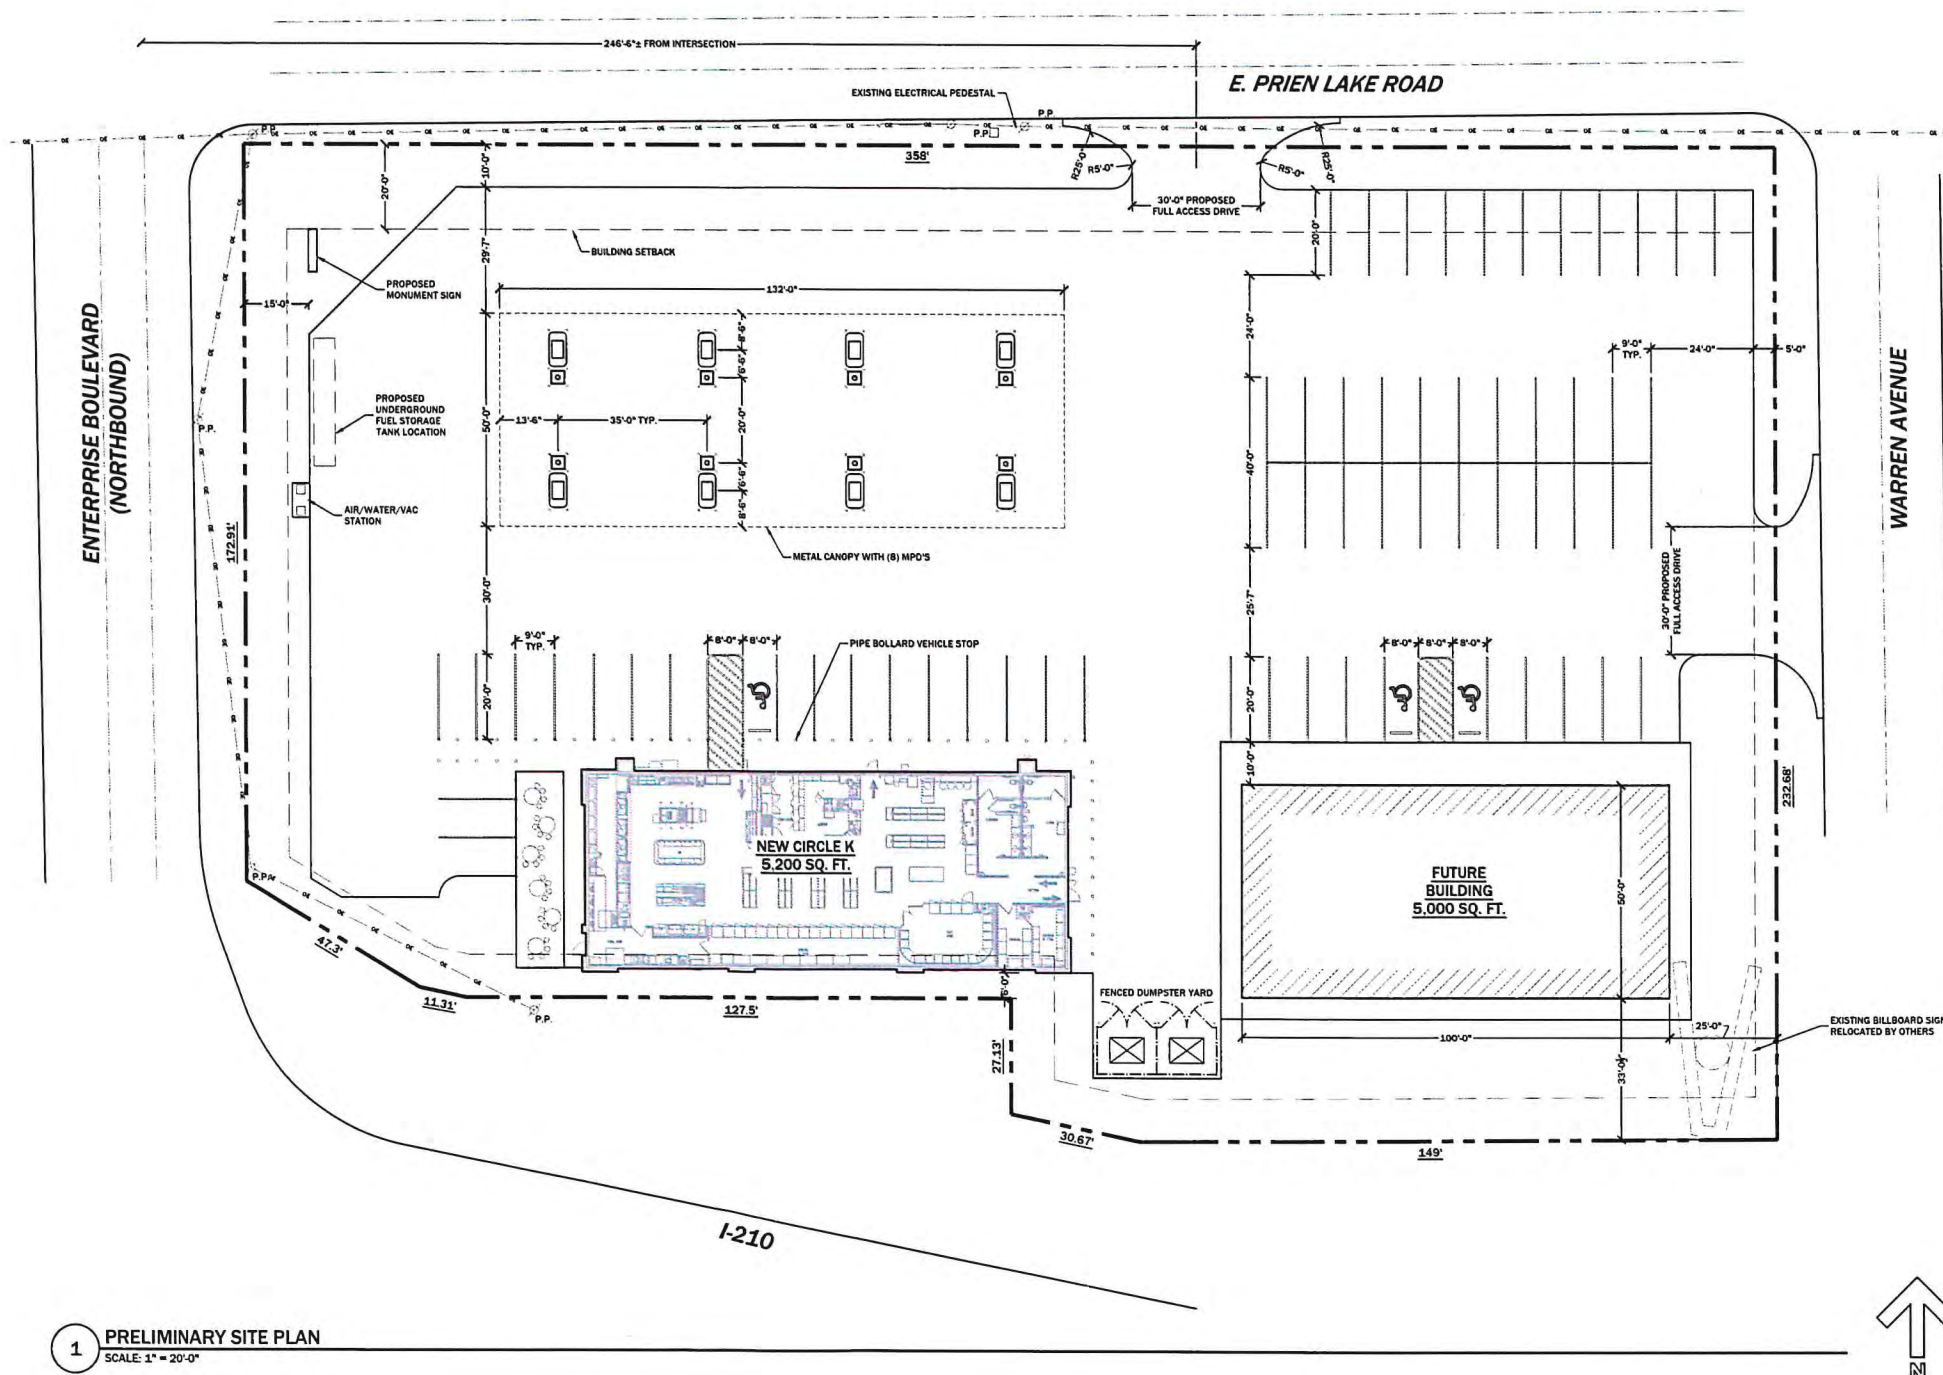 246'-6"± FROM INTERSECTION
E. PRIEN LAKE ROAD
EXISTING ELECTRICAL PEDESTAL
P.P.
P.P.
P.P.
358'
R25'-0"
R5'-0"
R5'-0"
R25'-0"
20'-0"
10'-0"
30'-0" PROPOSED
FULL ACCESS DRIVE
20'-0"
BUILDING SETBACK
29'-7"
PROPOSED
MONUMENT SIGN
15'-0"
132'-0"
8'-6"
6'-6"
24'-0"
9'-0"
TYP.
24'-0"
5'-0"
ENTERPRISE BOULEVARD
(NORTHBOUND)
WARREN AVENUE
PROPOSED
UNDERGROUND
FUEL STORAGE
TANK LOCATION
P.P.
50'-0"
13'-6"
35'-0" TYP.
20'-0"
40'-0"
6'-6"
8'-6"
AIR/WATER/VAC
STATION
172.91'
METAL CANOPY WITH (8) MPD'S
30'-0"
25'-7"
30'-0" PROPOSED
FULL ACCESS DRIVE
9'-0"
TYP.
8'-0"
8'-0"
PIPE BOLLARD VEHICLE STOP
8'-0"
8'-0"
8'-0"
20'-0"
20'-0"
10'-0"
232.68'
NEW CIRCLE K
5,200 SQ. FT.
FUTURE
BUILDING
5,000 SQ. FT.
50'-0"
P.P.
47.3'
11.31'
P.P.
127.5'
6'-0"
FENCED DUMPSTER YARD
27.13'
100'-0"
25'-0"
33'-0"
EXISTING BILLBOARD SIGN
RELOCATED BY OTHERS
30.67'
149'
I-210
1
PRELIMINARY SITE PLAN
SCALE: 1" = 20'-0"
N